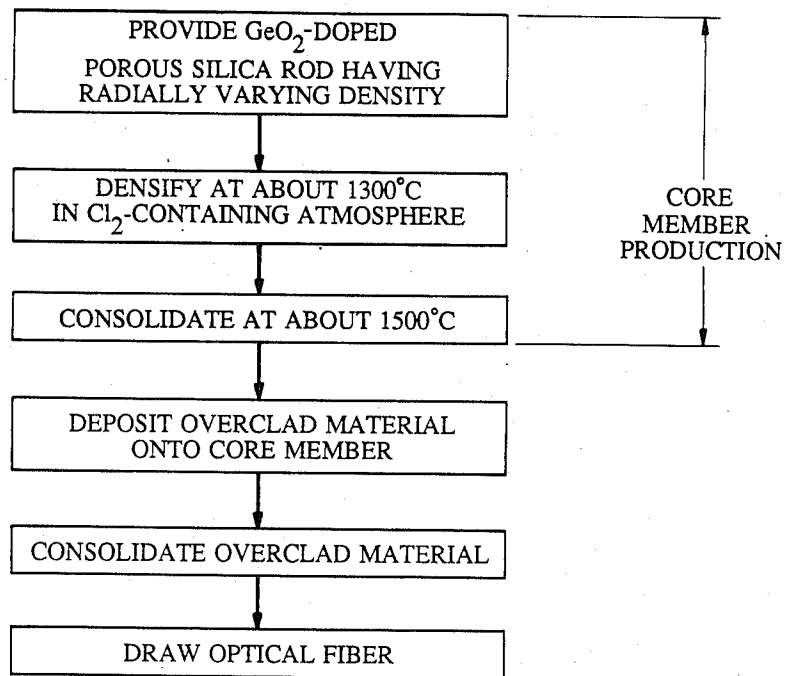 PROVIDE GeO2-DOPED
POROUS SILICA ROD HAVING
RADIALLY VARYING DENSITY
DENSIFY AT ABOUT 1300°C
IN Cl2-CONTAINING ATMOSPHERE
CONSOLIDATE AT ABOUT 1500°C
CORE
MEMBER
PRODUCTION
DEPOSIT OVERCLAD MATERIAL
ONTO CORE MEMBER
CONSOLIDATE OVERCLAD MATERIAL
DRAW OPTICAL FIBER